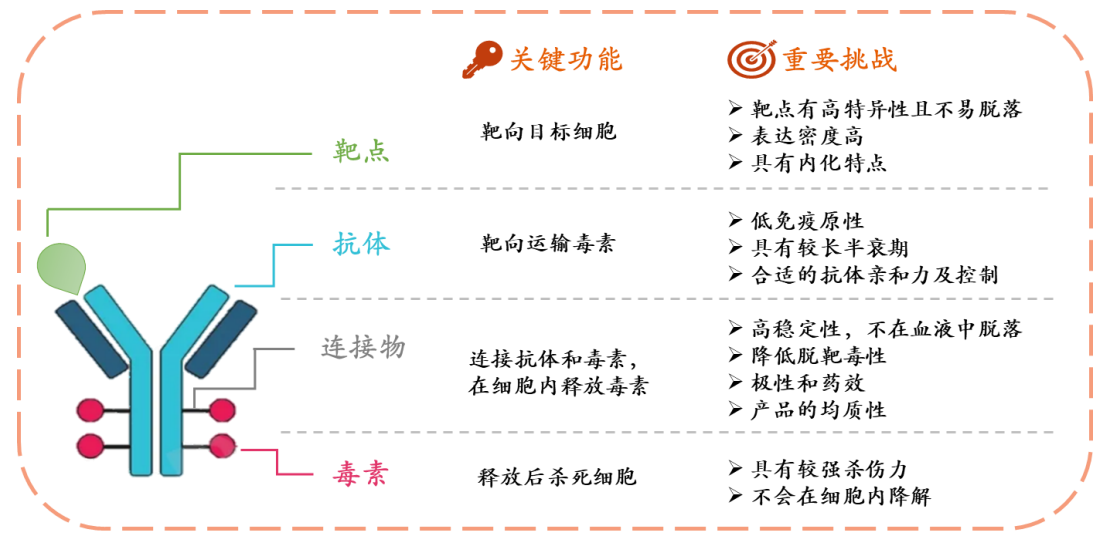 关键功能
重要挑战
靶点
靶向目标细胞
靶点有高特异性且不易脱落
表达密度高
具有内化特点
抗体
靶向运输毒素
低免疫原性
具有较长半衰期
合适的抗体亲和力及控制
连接物
连接抗体和毒素，
在细胞内释放毒素
高稳定性，不在血液中脱落
降低脱靶毒性
极性和药效
产品的均质性
毒素
释放后杀死细胞
具有较强杀伤力
不会在细胞内降解